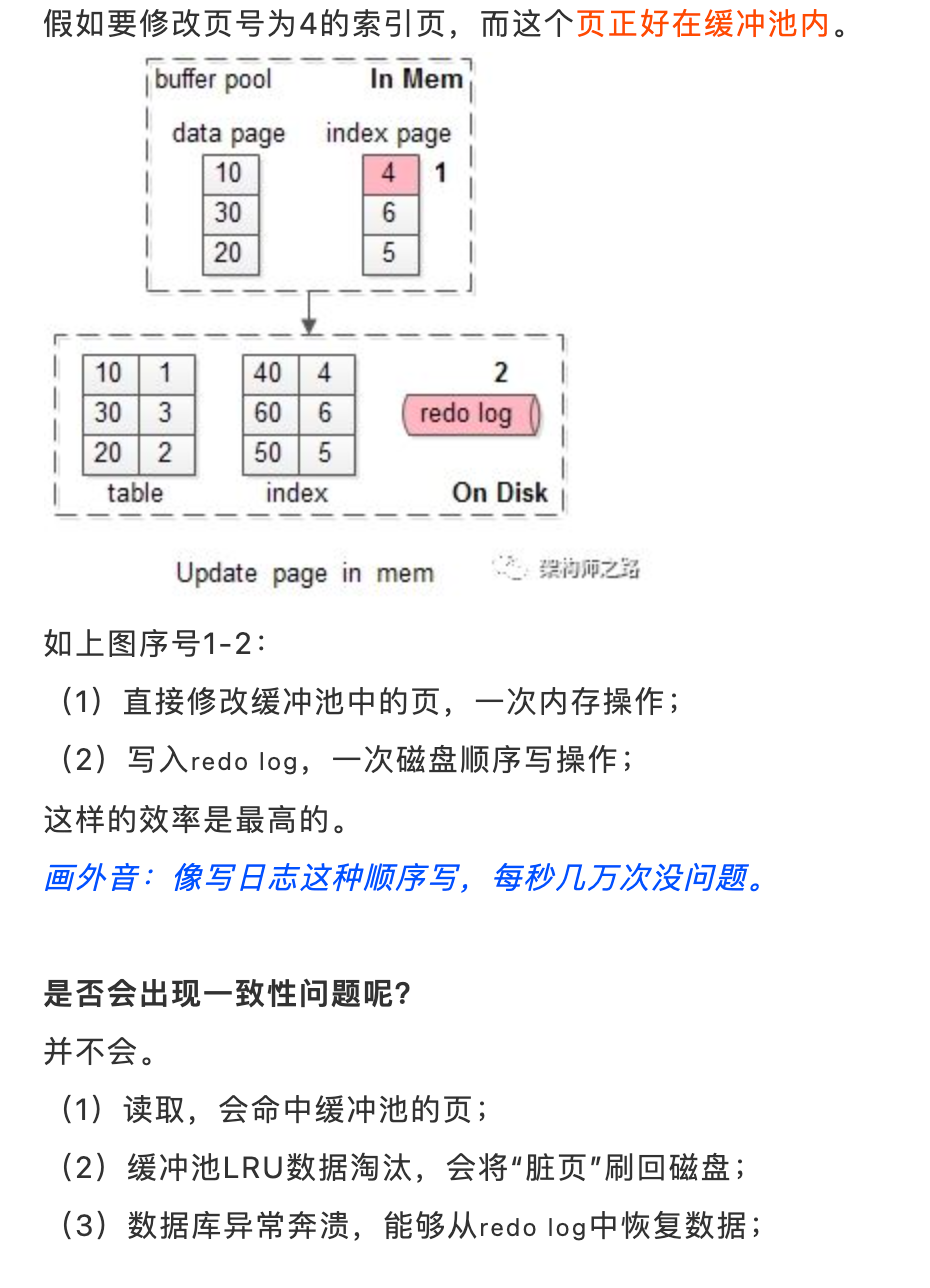 假如要修改页号为4的索引页，而这个页正好在缓冲池内。
buffer pool In Mem
data page index page
10 4 1
30 6
20 5
10 1 40 4 2
30 3 60 6 redo log
20 2 50 5
table index On Disk
Update page in mem 架构师之路
如上图序号1-2：
（1）直接修改缓冲池中的页，一次内存操作；
（2）写入redo log，一次磁盘顺序写操作；
这样的效率是最高的。
画外音：像写日志这种顺序写，每秒几万次没问题。
是否会出现一致性问题呢？
并不会。
（1）读取，会命中缓冲池的页；
（2）缓冲池LRU数据淘汰，会将“脏页”刷回磁盘；
（3）数据库异常奔溃，能够从redo log中恢复数据；